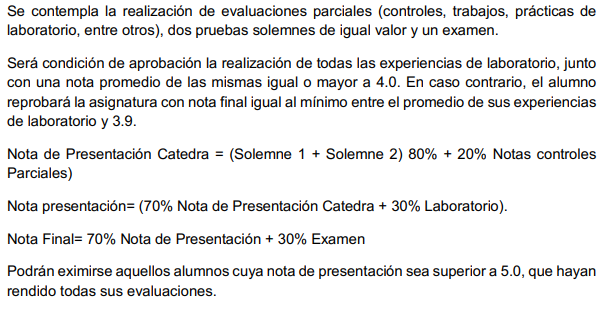 Se contempla la realización de evaluaciones parciales (controles, trabajos, prácticas de
laboratorio, entre otros), dos pruebas solemnes de igual valor y un examen.
Será condición de aprobación la realización de todas las experiencias de laboratorio, junto
con una nota promedio de las mismas igual o mayor a 4.0. En caso contrario, el alumno
reprobará la asignatura con nota final igual al mínimo entre el promedio de sus experiencias
de laboratorio y 3.9.
Nota de Presentación Catedra = (Solemne 1 + Solemne 2) 80% + 20% Notas controles
Parciales)
Nota presentación= (70% Nota de Presentación Catedra + 30% Laboratorio).
Nota Final= 70% Nota de Presentación + 30% Examen
Podrán eximirse aquellos alumnos cuya nota de presentación sea superior a 5.0, que hayan
rendido todas sus evaluaciones.